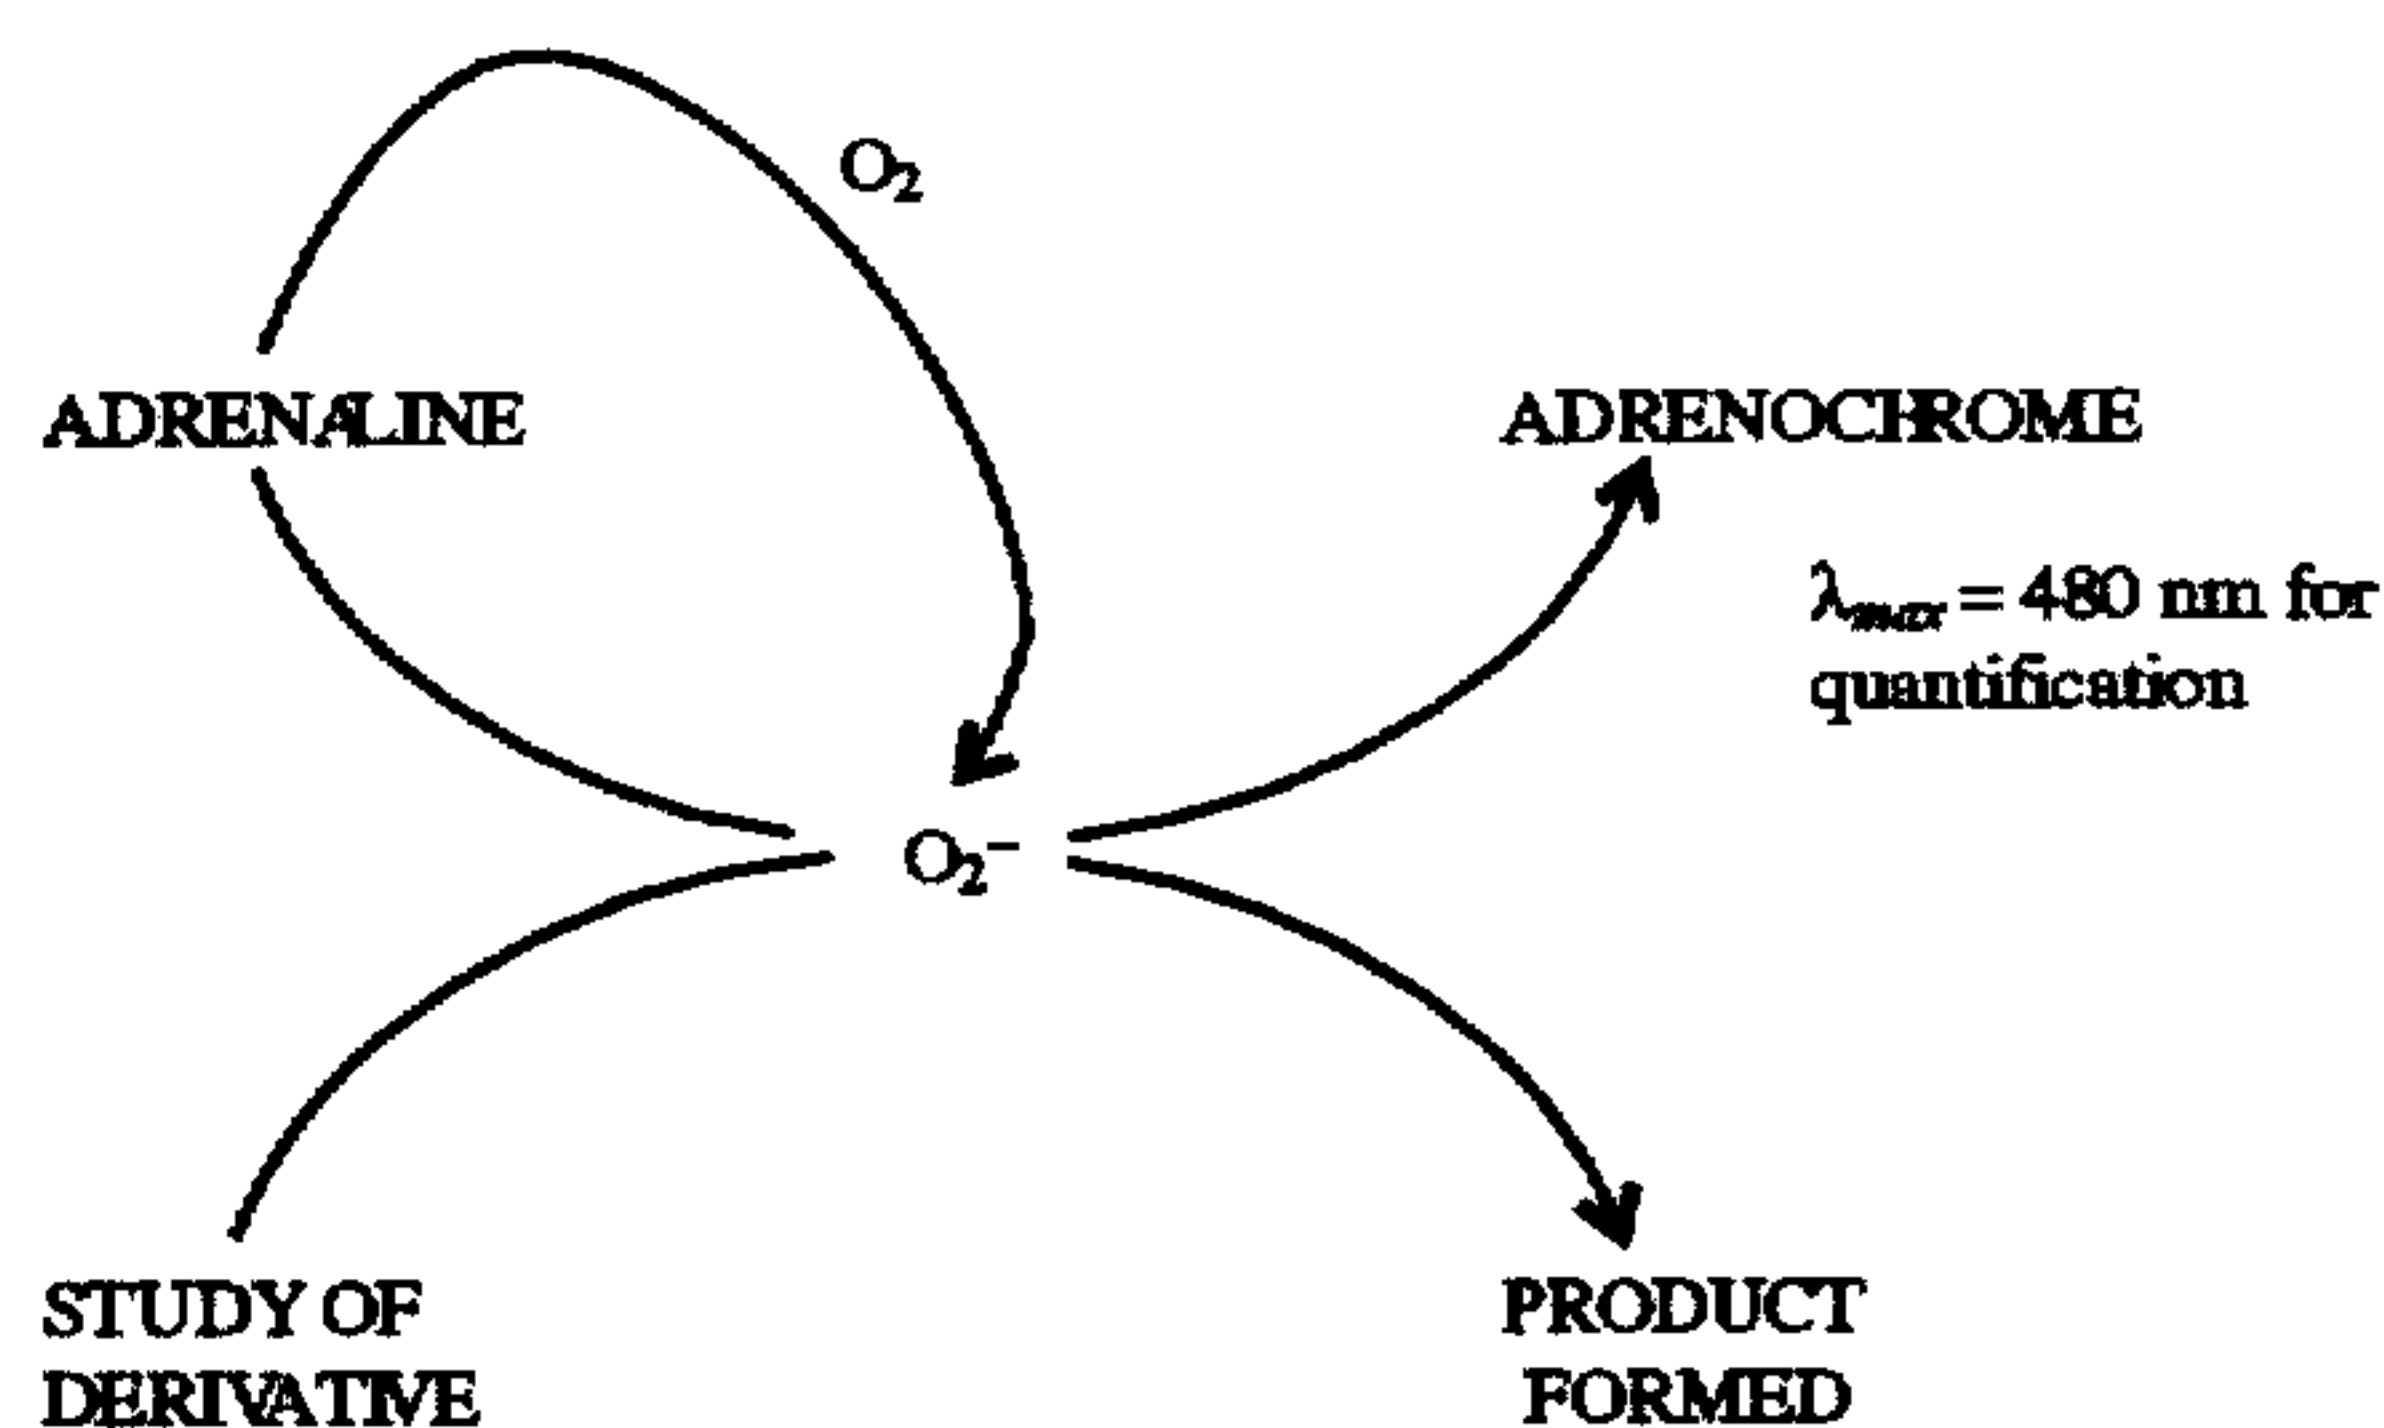 O₂
ADRENALINE
ADRENOCHROME
λmax = 480 nm for
quantification
O₂⁻
STUDY OF
DERIVATIVE
PRODUCT
FORMED